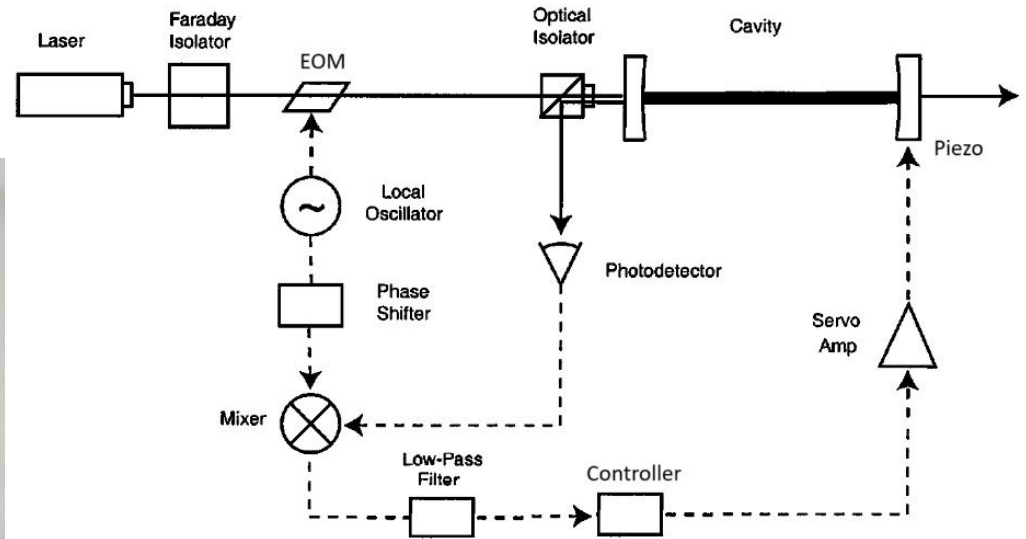 Laser
Faraday
Isolator
EOM
Optical
Isolator
Cavity
Piezo
~
Local
Oscillator
Photodetector
Phase
Shifter
Servo
Amp
Mixer
Low-Pass
Filter
Controller